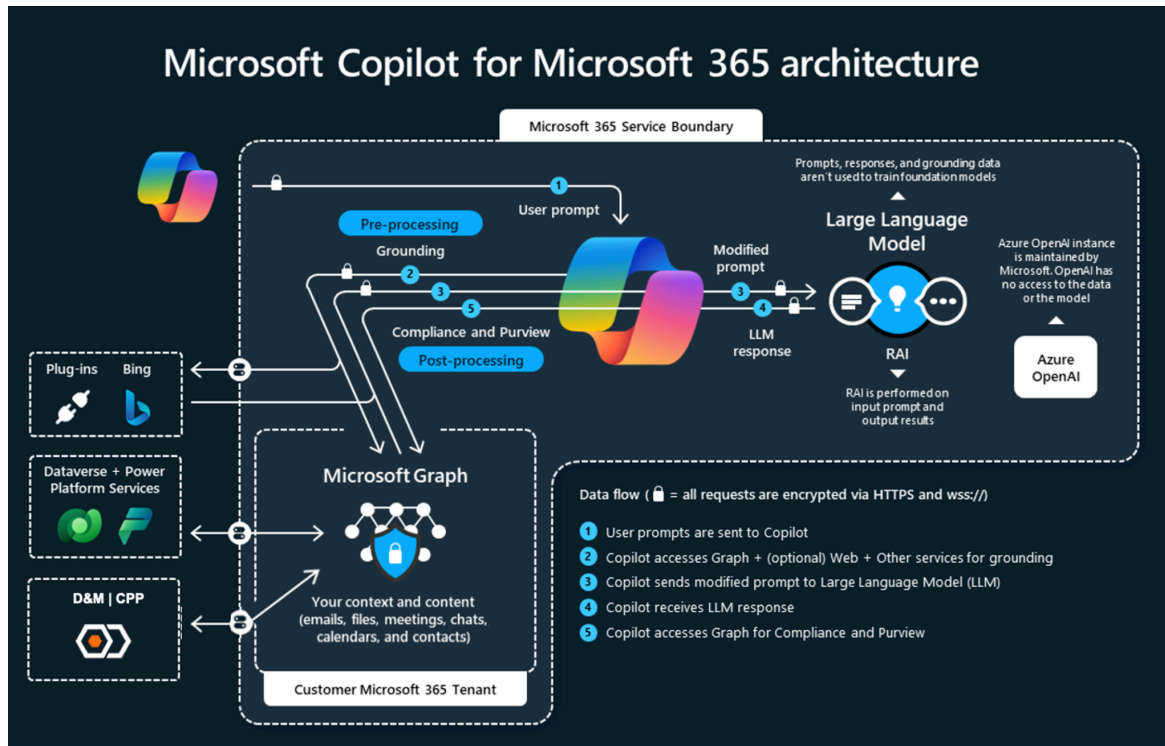 Microsoft Copilot for Microsoft 365 architecture
Microsoft 365 Service Boundary
1
User prompt
Pre-processing
Grounding
2
3
5
Compliance and Purview
Post-processing
Modified
prompt
3
4
LLM
response
Prompts, responses, and grounding data
aren't used to train foundation models
Large Language
Model
RAI
RAI is performed on
input prompt and
output results
Azure OpenAI instance
is maintained by
Microsoft. OpenAI has
no access to the data
or the model
Azure
OpenAI
Plug-ins
Bing
Dataverse + Power
Platform Services
D&M | CPP
Microsoft Graph
Your context and content
(emails, files, meetings, chats,
calendars, and contacts)
Customer Microsoft 365 Tenant
Data flow ( = all requests are encrypted via HTTPS and wss://)
1 User prompts are sent to Copilot
2 Copilot accesses Graph + (optional) Web + Other services for grounding
3 Copilot sends modified prompt to Large Language Model (LLM)
4 Copilot receives LLM response
5 Copilot accesses Graph for Compliance and Purview